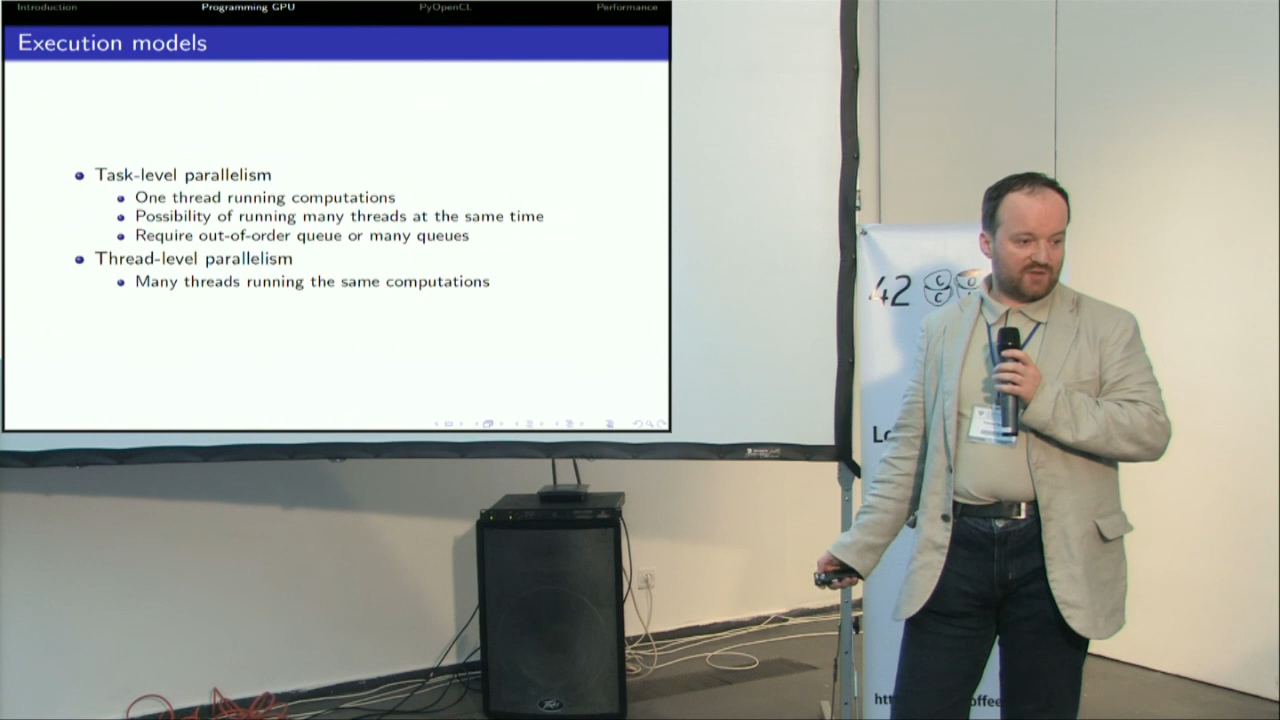 Introduction
Programming GPU
PyOpenCL
Performance
Execution models
Task-level parallelism
One thread running computations
Possibility of running many threads at the same time
Require out-of-order queue or many queues
Thread-level parallelism
Many threads running the same computations
42
C
C